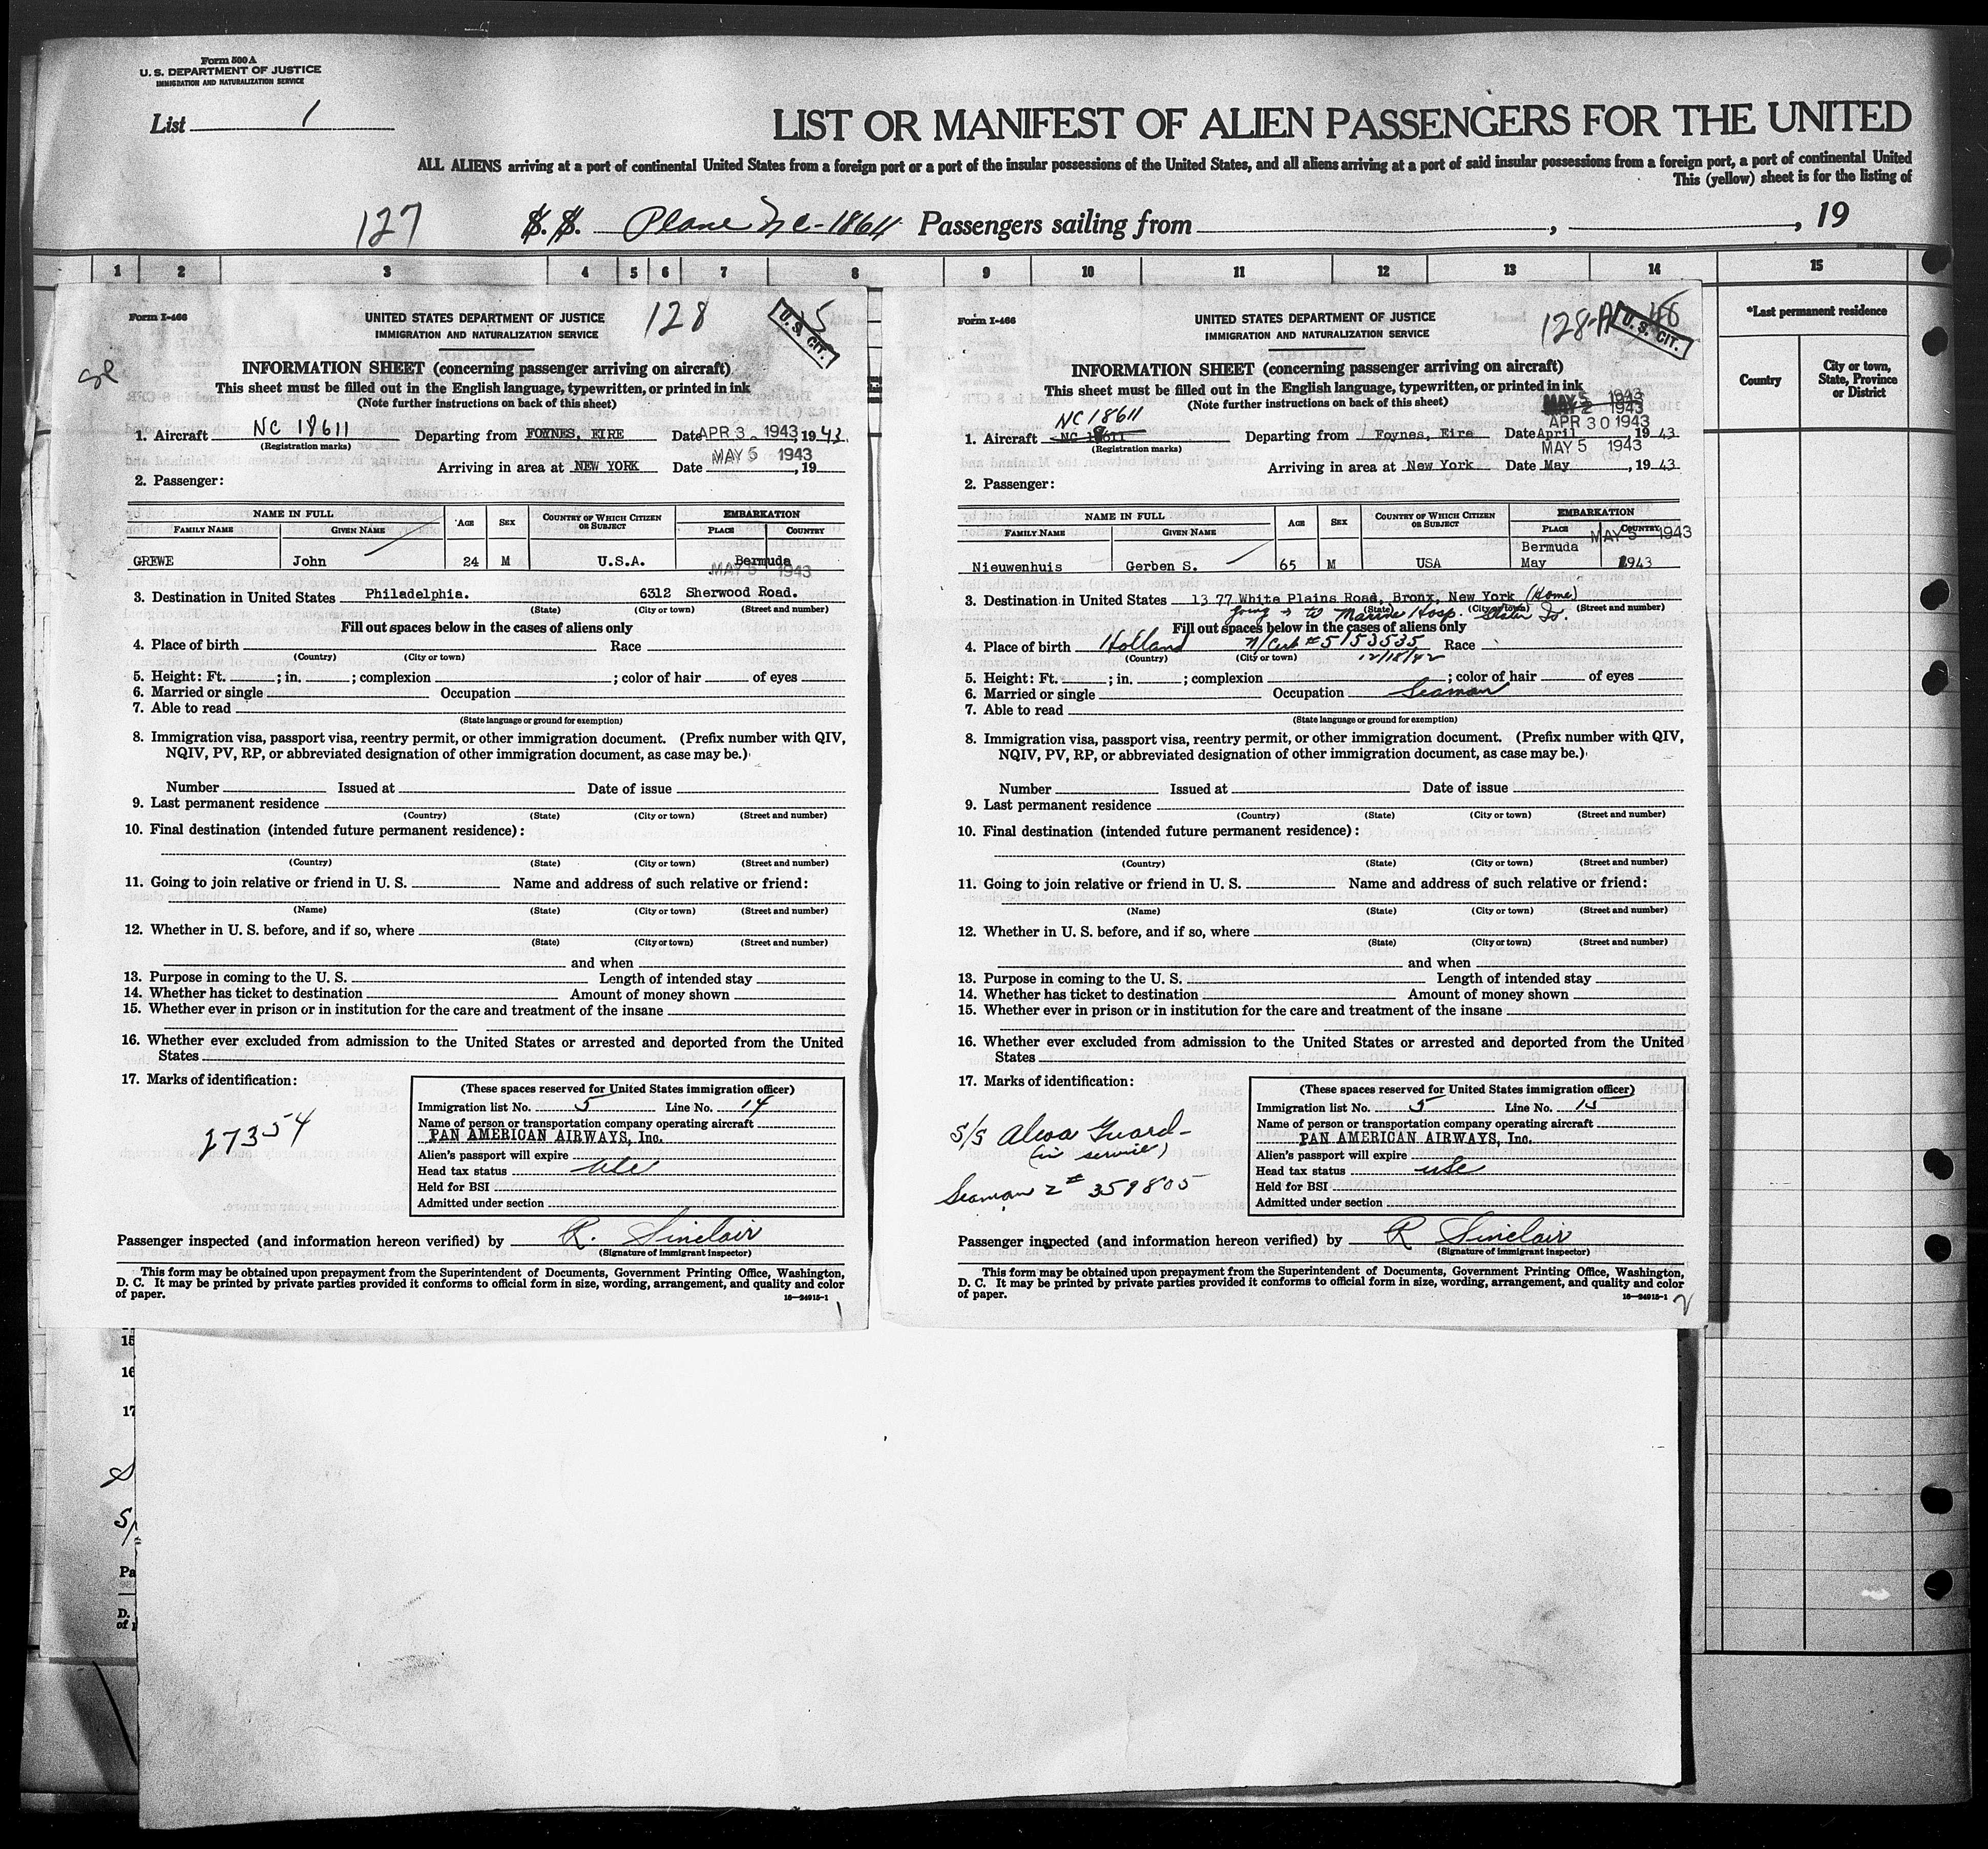 Form 500 A
U. S. DEPARTMENT OF JUSTICE
IMMIGRATION AND NATURALIZATION SERVICE
List 1
LIST OR MANIFEST OF ALIEN PASSENGERS FOR THE UNITED
ALL ALIENS arriving at a port of continental United States from a foreign port or a port of the insular possessions of the United States, and all aliens arriving at a port of said insular possessions from a foreign port, a port of continental United
This (yellow) sheet is for the listing of
127 S.S. Plane NC-18611 Passengers sailing from , , 19
1 2 3 4 5 6 7 8 9 10 11 12 13 14 15
*Last permanent residence
Country
City or town, State, Province or District
Form I-466
UNITED STATES DEPARTMENT OF JUSTICE
IMMIGRATION AND NATURALIZATION SERVICE
128
U. S. CIT.
INFORMATION SHEET (concerning passenger arriving on aircraft)
This sheet must be filled out in the English language, typewritten, or printed in ink
(Note further instructions on back of this sheet)
1. Aircraft NC 18611 Departing from FOYNES, EIRE Date APR 3 1943, 1943.
(Registration marks)
Arriving in area at NEW YORK Date MAY 5 1943, 19
2. Passenger:
NAME IN FULL AGE SEX COUNTRY OF WHICH CITIZEN OR SUBJECT EMBARKATION
FAMILY NAME GIVEN NAME PLACE COUNTRY
GREWE John 24 M U.S.A. Bermuda
MAY 5 1943
3. Destination in United States Philadelphia. 6312 Sherwood Road.
(State) (City or town) (Street and number)
Fill out spaces below in the cases of aliens only
4. Place of birth Race
(Country) (City or town)
5. Height: Ft. ; in. ; complexion ; color of hair of eyes
6. Married or single Occupation
7. Able to read
(State language or ground for exemption)
8. Immigration visa, passport visa, reentry permit, or other immigration document. (Prefix number with QIV,
NQIV, PV, RP, or abbreviated designation of other immigration document, as case may be.)
Number Issued at Date of issue
9. Last permanent residence
(Country) (State) (City or town) (Street and number)
10. Final destination (intended future permanent residence):
(Country) (State) (City or town) (Street and number)
11. Going to join relative or friend in U. S. Name and address of such relative or friend:
(Name) (State) (City or town) (Street and number)
12. Whether in U. S. before, and if so, where
(State) (City or town) (Street and number)
and when
13. Purpose in coming to the U. S. Length of intended stay
14. Whether has ticket to destination Amount of money shown
15. Whether ever in prison or in institution for the care and treatment of the insane
16. Whether ever excluded from admission to the United States or arrested and deported from the United
States
17. Marks of identification:
27354
(These spaces reserved for United States immigration officer)
Immigration list No. 5 Line No. 14
Name of person or transportation company operating aircraft
PAN AMERICAN AIRWAYS, Inc.
Alien's passport will expire
Head tax status USC
Held for BSI
Admitted under section
Passenger inspected (and information hereon verified) by R. Sinclair
(Signature of immigrant inspector)
This form may be obtained upon prepayment from the Superintendent of Documents, Government Printing Office, Washington,
D. C. It may be printed by private parties provided it conforms to official form in size, wording, arrangement, and quality and color
of paper.
16—24915-1
1
Form I-466
UNITED STATES DEPARTMENT OF JUSTICE
IMMIGRATION AND NATURALIZATION SERVICE
128-A
U. S. CIT.
INFORMATION SHEET (concerning passenger arriving on aircraft)
This sheet must be filled out in the English language, typewritten, or printed in ink
(Note further instructions on back of this sheet)
MAY 5 1943
MAY 2 1943
APR 30 1943
NC 18611
1. Aircraft NC 18611 Departing from Foynes, Eire Date April, 1943
(Registration marks)
MAY 5 1943
Arriving in area at New York Date May, 1943
2. Passenger:
NAME IN FULL AGE SEX COUNTRY OF WHICH CITIZEN OR SUBJECT EMBARKATION
FAMILY NAME GIVEN NAME PLACE COUNTRY
MAY 5 1943
Bermuda
Nieuwenhuis Gerben S. 65 M USA May 1943
3. Destination in United States 13 77 White Plains Road, Bronx, New York (Home)
(State) (City or town) (Street and number)
going to Marine Hosp. Staten Is.
Fill out spaces below in the cases of aliens only
4. Place of birth Holland N/Cert # 5153535 Race
(Country) (City or town) 12/18/42
5. Height: Ft. ; in. ; complexion ; color of hair of eyes
6. Married or single Occupation Seaman
7. Able to read
(State language or ground for exemption)
8. Immigration visa, passport visa, reentry permit, or other immigration document. (Prefix number with QIV,
NQIV, PV, RP, or abbreviated designation of other immigration document, as case may be.)
Number Issued at Date of issue
9. Last permanent residence
(Country) (State) (City or town) (Street and number)
10. Final destination (intended future permanent residence):
(Country) (State) (City or town) (Street and number)
11. Going to join relative or friend in U. S. Name and address of such relative or friend:
(Name) (State) (City or town) (Street and number)
12. Whether in U. S. before, and if so, where
(State) (City or town) (Street and number)
and when
13. Purpose in coming to the U. S. Length of intended stay
14. Whether has ticket to destination Amount of money shown
15. Whether ever in prison or in institution for the care and treatment of the insane
16. Whether ever excluded from admission to the United States or arrested and deported from the United
States
17. Marks of identification:
S/S Alcoa Guard-
(in service)
Seaman Z # 359805
(These spaces reserved for United States immigration officer)
Immigration list No. 5 Line No. 15
Name of person or transportation company operating aircraft
PAN AMERICAN AIRWAYS, Inc.
Alien's passport will expire
Head tax status USC
Held for BSI
Admitted under section
Passenger inspected (and information hereon verified) by R Sinclair
(Signature of immigrant inspector)
This form may be obtained upon prepayment from the Superintendent of Documents, Government Printing Office, Washington,
D. C. It may be printed by private parties provided it conforms to official form in size, wording, arrangement, and quality and color
of paper.
16—24915-1
2
15
16
17
S/
Pa
D.
of